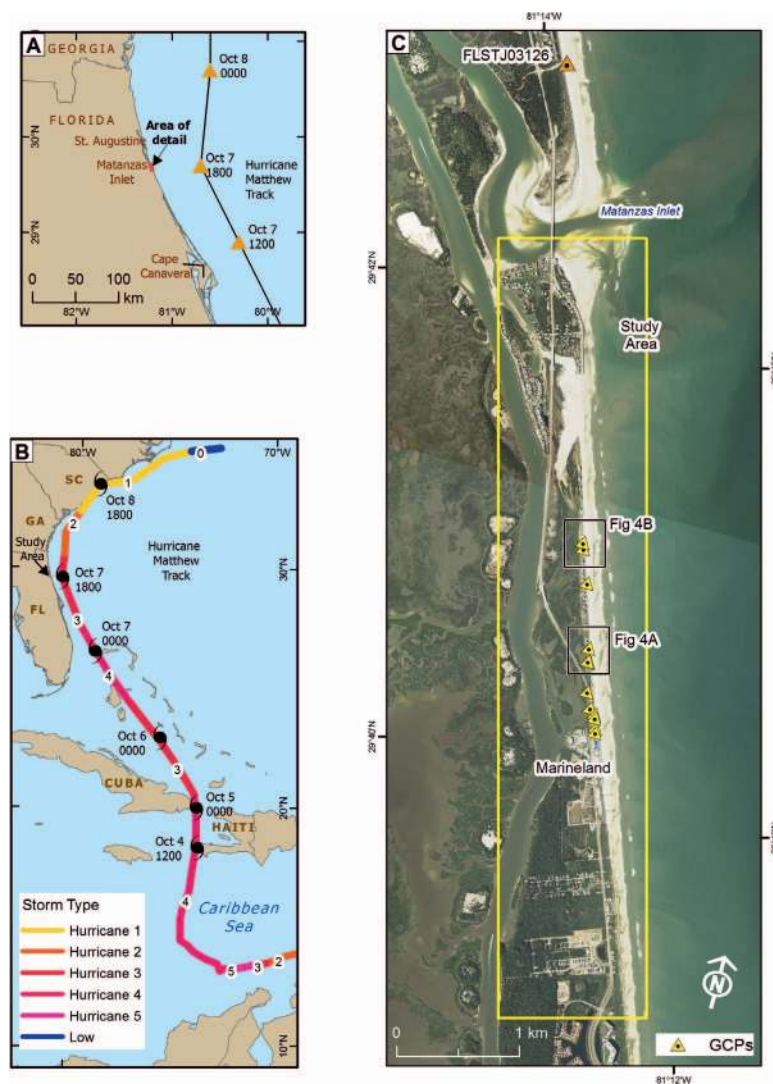 A
GEORGIA
Oct 8
0000
FLORIDA
30°N
St. Augustine
Area of
detail
Matanzas
Inlet
Oct 7
1800
Hurricane
Matthew
Track
29°N
Oct 7
1200
Cape
Canaveral
0 50 100
km
82°W 81°W 80°W
B
80°W
70°W
SC
0
1
Oct 8
1800
GA
2
Study
Area
Hurricane
Matthew
Track
30°N
Oct 7
1800
FL
3
Oct 7
0000
4
Oct 6
0000
3
CUBA
Oct 5
0000
20°N
HAITI
Oct 4
1200
4
Caribbean
Sea
5 3 2
Storm Type
Hurricane 1
Hurricane 2
Hurricane 3
Hurricane 4
Hurricane 5
Low
10°N
81°14'W
C
FLSTJ03126
Matanzas Inlet
29°42'N
Study
Area
Fig 4B
Fig 4A
29°40'N
Marineland
N
0 1 km
GCPs
81°12'W